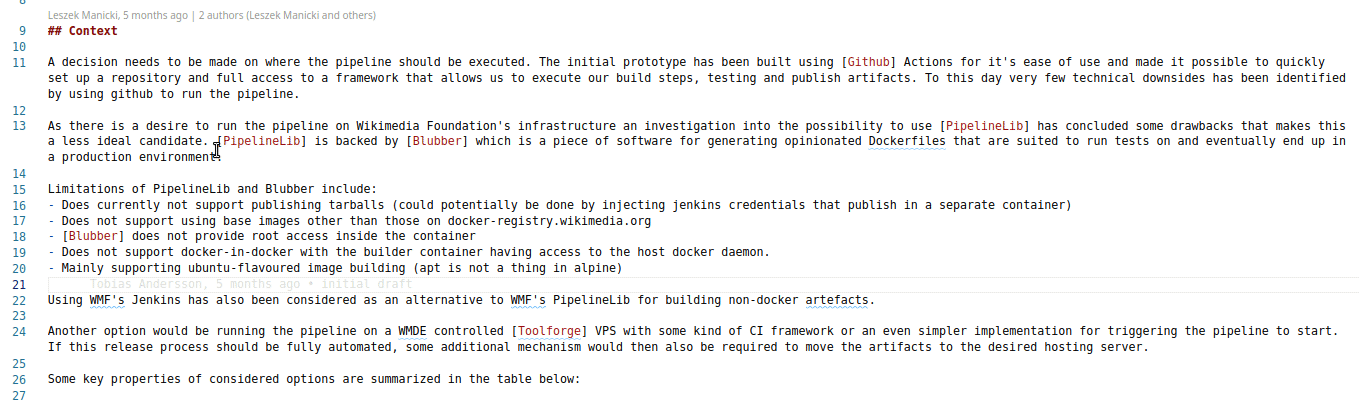 8
Leszek Manicki, 5 months ago | 2 authors (Leszek Manicki and others)
9 ## Context
10
11 A decision needs to be made on where the pipeline should be executed. The initial prototype has been built using [Github] Actions for it's ease of use and made it possible to quickly
set up a repository and full access to a framework that allows us to execute our build steps, testing and publish artifacts. To this day very few technical downsides has been identified
by using github to run the pipeline.
12
13 As there is a desire to run the pipeline on Wikimedia Foundation's infrastructure an investigation into the possibility to use [PipelineLib] has concluded some drawbacks that makes this
a less ideal candidate. [PipelineLib] is backed by [Blubber] which is a piece of software for generating opinionated Dockerfiles that are suited to run tests on and eventually end up in
a production environment.
14
15 Limitations of PipelineLib and Blubber include:
16 - Does currently not support publishing tarballs (could potentially be done by injecting jenkins credentials that publish in a separate container)
17 - Does not support using base images other than those on docker-registry.wikimedia.org
18 - [Blubber] does not provide root access inside the container
19 - Does not support docker-in-docker with the builder container having access to the host docker daemon.
20 - Mainly supporting ubuntu-flavoured image building (apt is not a thing in alpine)
21 Tobias Andersson, 5 months ago • initial draft
22 Using WMF's Jenkins has also been considered as an alternative to WMF's PipelineLib for building non-docker artefacts.
23
24 Another option would be running the pipeline on a WMDE controlled [Toolforge] VPS with some kind of CI framework or an even simpler implementation for triggering the pipeline to start.
If this release process should be fully automated, some additional mechanism would then also be required to move the artifacts to the desired hosting server.
25
26 Some key properties of considered options are summarized in the table below:
27